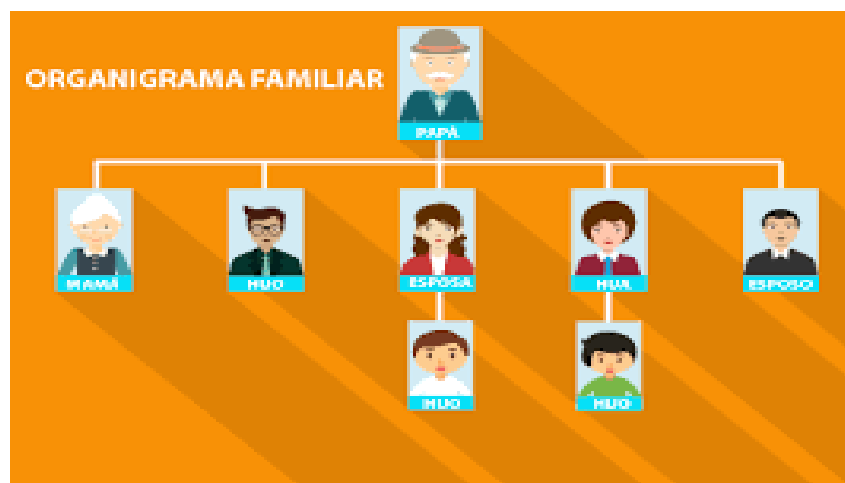 ORGANIGRAMA FAMILIAR
PAPÁ
MAMÁ
HIJO
ESPOSA
HIJA
ESPOSO
HIJO
HIJO